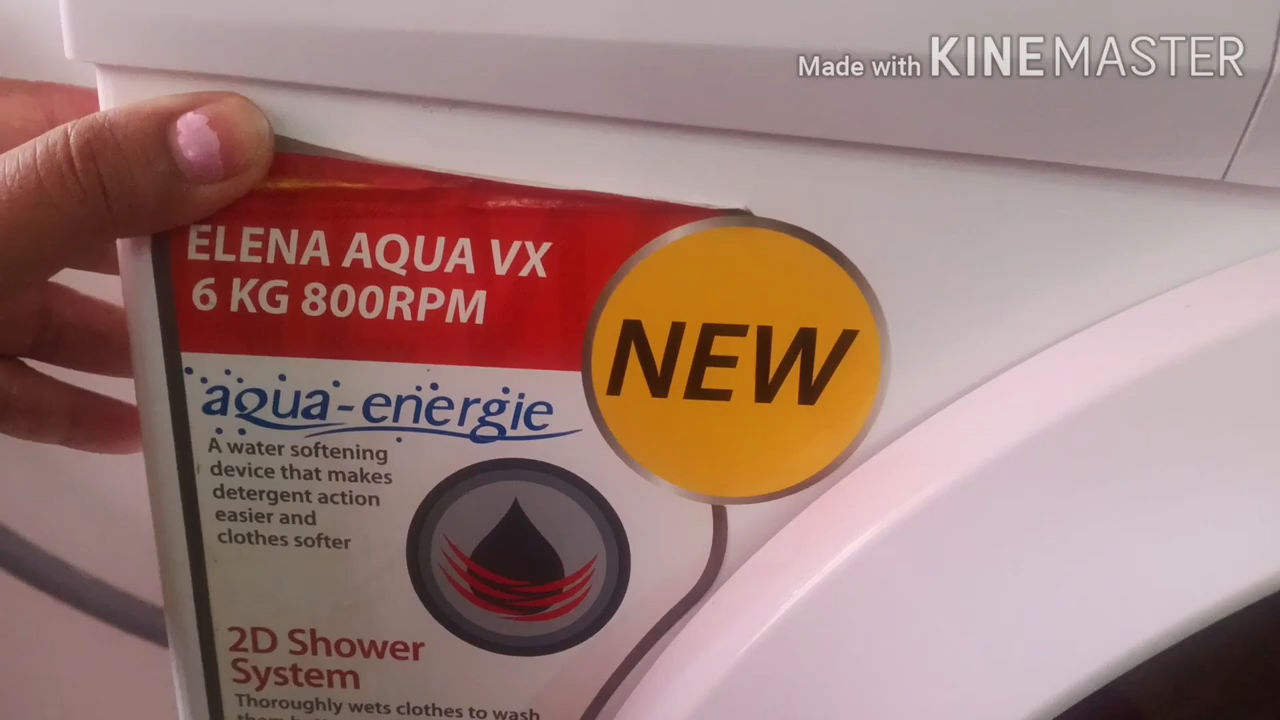 Made with KINEMASTER
ELENA AQUA VX
6 KG 800RPM
NEW
aqua-energie
A water softening
device that makes
detergent action
easier and
clothes softer
2D Shower
System
Thoroughly wets clothes to wash